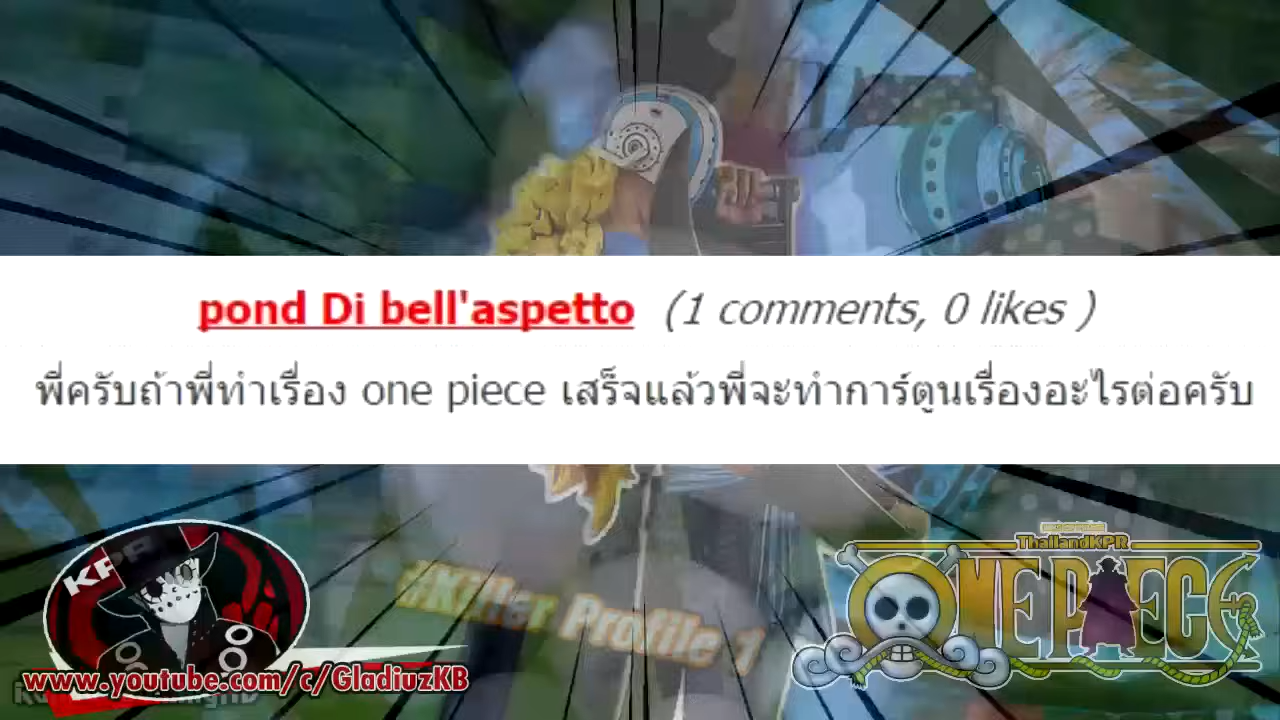 pond Di bell'aspetto (1 comments, 0 likes )
พี่ครับถ้าพี่ทำเรื่อง one piece เสร็จแล้วพี่จะทำการ์ตูนเรื่องอะไรต่อครับ
#Killer Profile 1
KPR
www.youtube.com/c/GladiuzKB
ThailandKPR
ONE PIECE